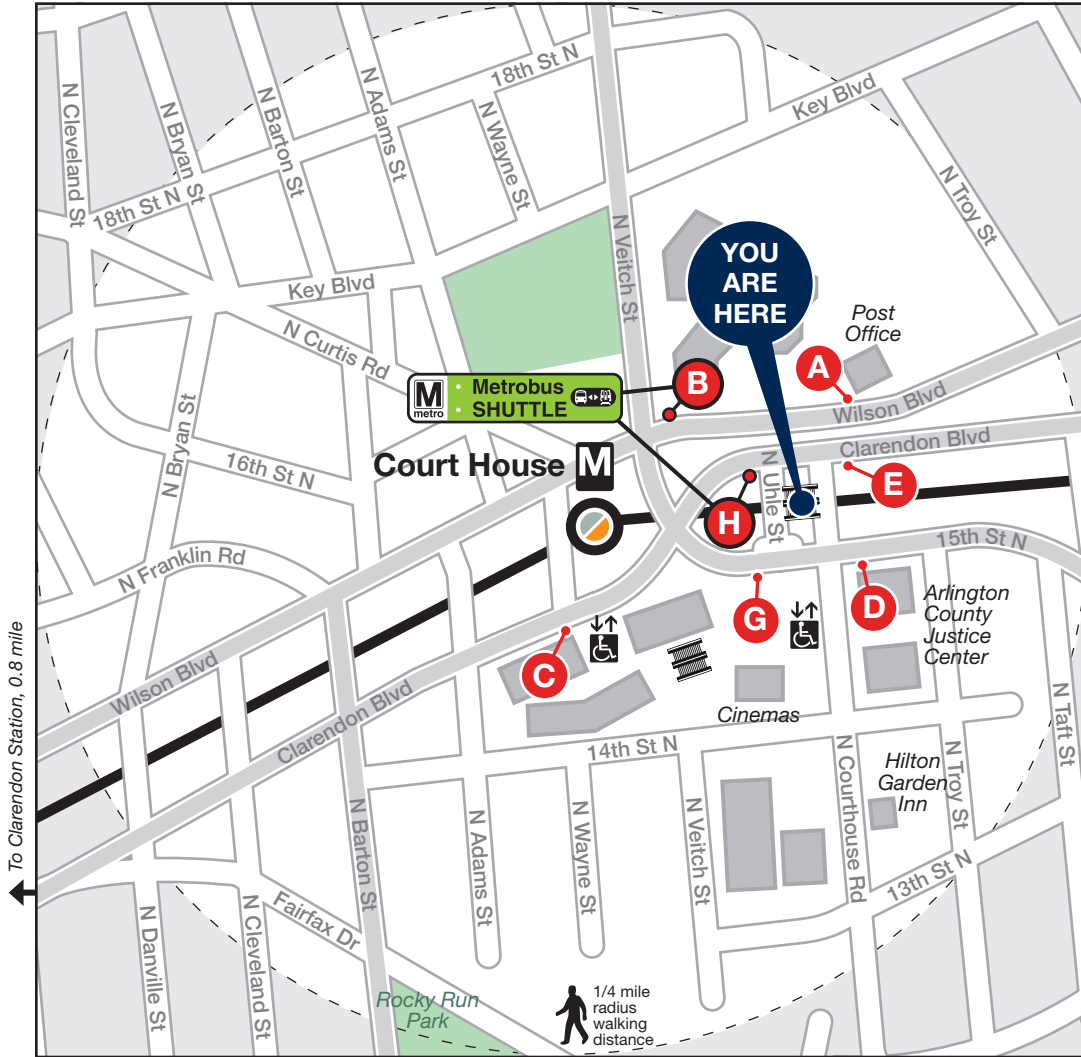 18th St N
N Cleveland St
N Bryan St
N Barton St
N Adams St
N Wayne St
Key Blvd
N Troy St
18th St N
N Veitch St
YOU
ARE
HERE
Key Blvd
Post
Office
N Curtis Rd
A
B
M
metro
· Metrobus
· SHUTTLE
Wilson Blvd
Clarendon Blvd
N Bryan St
16th St N
Court House M
N Uhle St
E
H
15th St N
N Franklin Rd
Arlington
County
Justice
Center
D
G
C
Wilson Blvd
Clarendon Blvd
Cinemas
N Taft St
14th St N
N Barton St
N Adams St
N Wayne St
N Veitch St
N Courthouse Rd
Hilton
Garden
Inn
N Troy St
13th St N
To Clarendon Station, 0.8 mile
N Danville St
N Cleveland St
Fairfax Dr
Rocky Run
Park
1/4 mile
radius
walking
distance